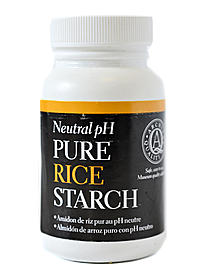 Neutral pH
PURE
RICE
STARCH
• Amidon de riz pur au pH neutre
• Almidón de arroz puro con pH neutro